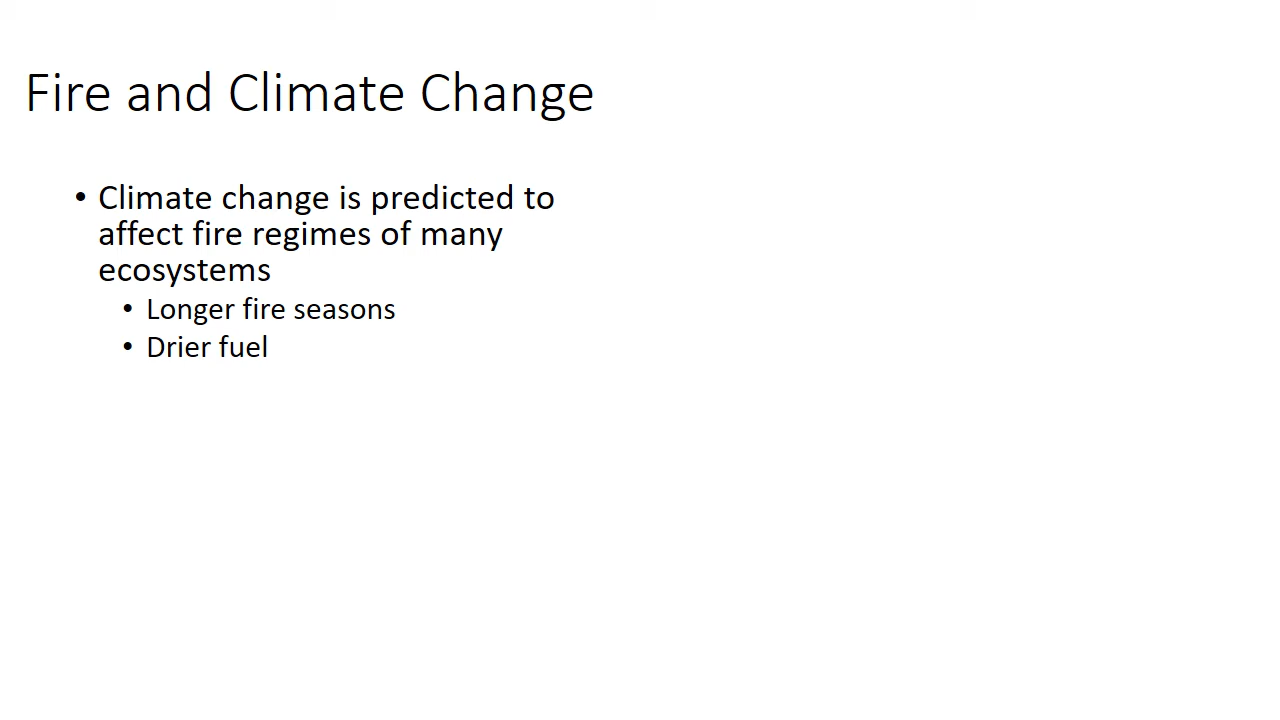 Fire and Climate Change
• Climate change is predicted to
affect fire regimes of many
ecosystems
• Longer fire seasons
• Drier fuel